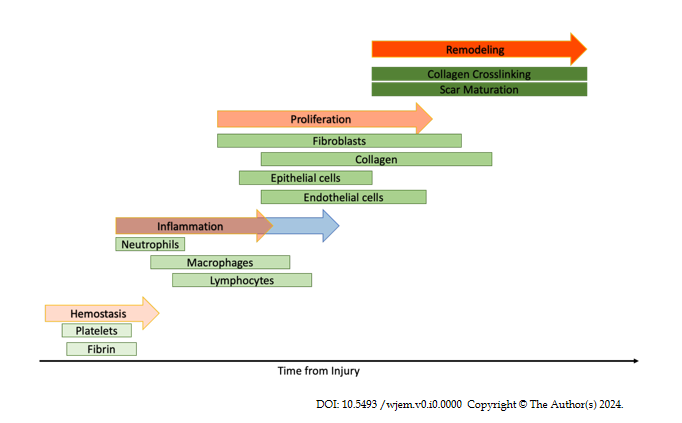 Remodeling
Collagen Crosslinking
Scar Maturation
Proliferation
Fibroblasts
Collagen
Epithelial cells
Endothelial cells
Inflammation
Neutrophils
Macrophages
Lymphocytes
Hemostasis
Platelets
Fibrin
Time from Injury
DOI: 10.5493 /wjem.v0.i0.0000 Copyright © The Author(s) 2024.